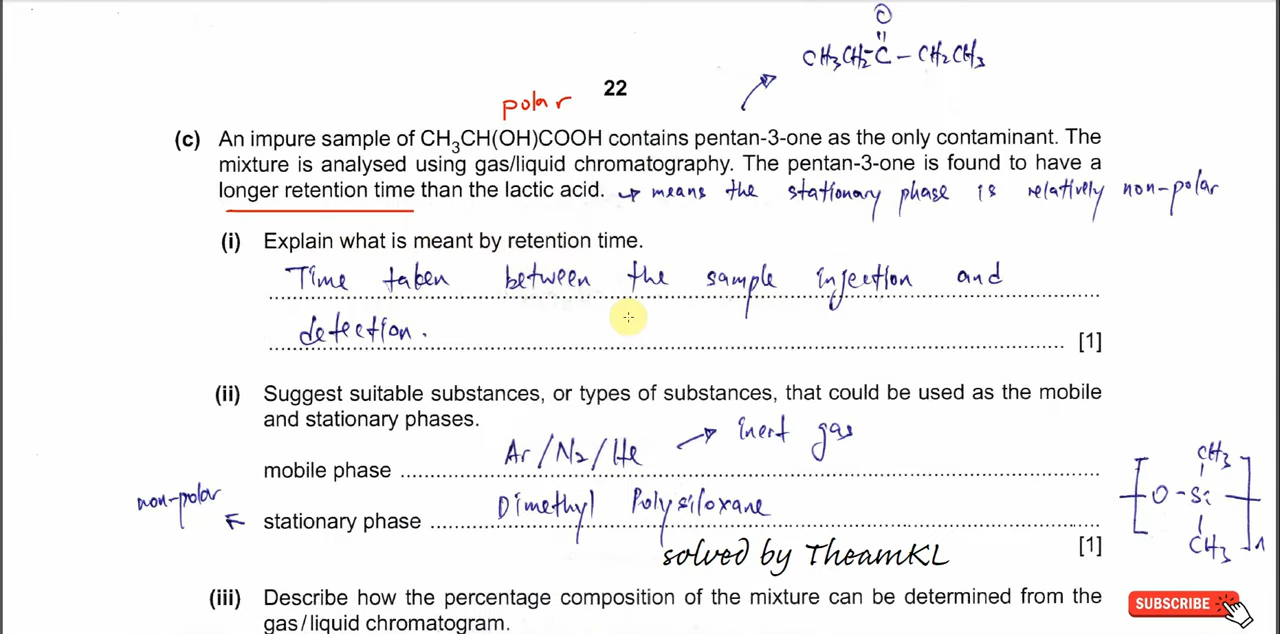 O
||
CH3CH2-C-CH2CH3
22
polar
(c) An impure sample of CH3CH(OH)COOH contains pentan-3-one as the only contaminant. The
mixture is analysed using gas/liquid chromatography. The pentan-3-one is found to have a
longer retention time than the lactic acid. → means the stationary phase is relatively non-polar
(i) Explain what is meant by retention time.
Time taken between the sample injection and
detection.
[1]
(ii) Suggest suitable substances, or types of substances, that could be used as the mobile
and stationary phases.
mobile phase Ar/N2/He → inert gas
non-polar ← stationary phase Dimethyl Polysiloxane
[1]
CH3
[O-Si]n
CH3
solved by TheamKL
(iii) Describe how the percentage composition of the mixture can be determined from the
gas/liquid chromatogram.
SUBSCRIBE